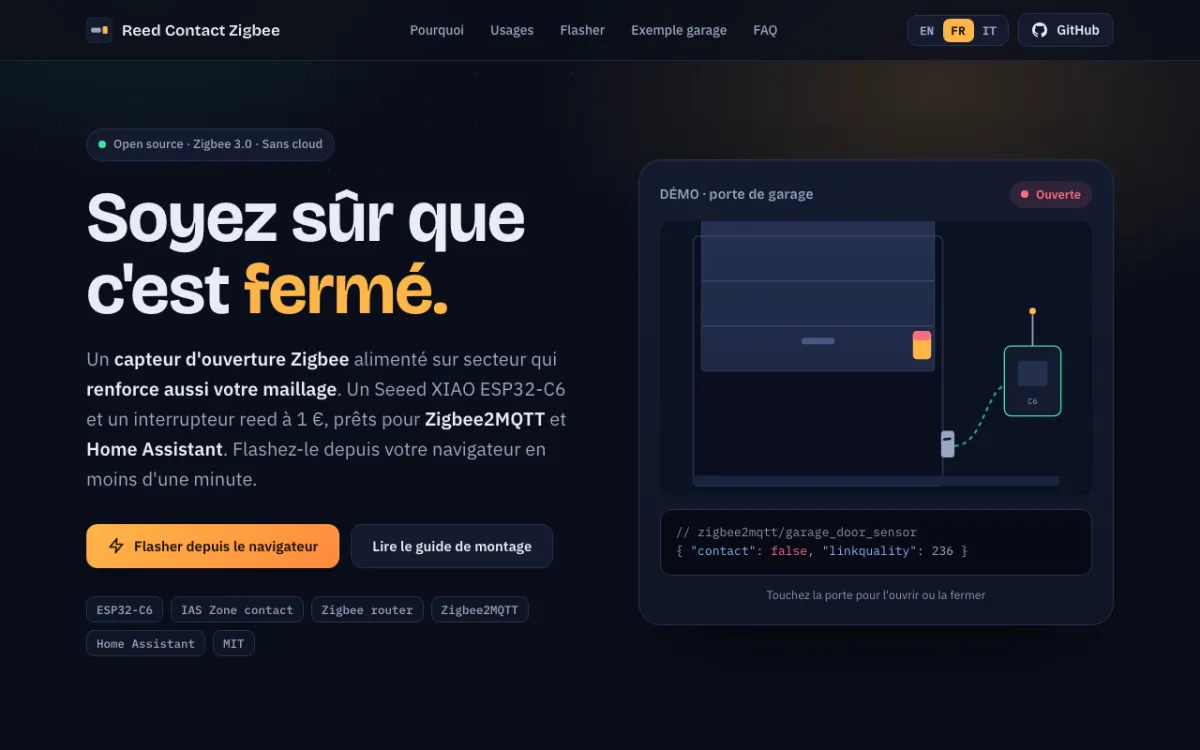 Reed Contact Zigbee
Pourquoi
Usages
Flasher
Exemple garage
FAQ
EN
FR
IT
GitHub
Open source · Zigbee 3.0 · Sans cloud
Soyez sûr que
c'est fermé.
Un capteur d'ouverture Zigbee alimenté sur secteur qui
renforce aussi votre maillage. Un Seeed XIAO ESP32-C6
et un interrupteur reed à 1 €, prêts pour Zigbee2MQTT et
Home Assistant. Flashez-le depuis votre navigateur en
moins d'une minute.
Flasher depuis le navigateur
Lire le guide de montage
ESP32-C6
IAS Zone contact
Zigbee router
Zigbee2MQTT
Home Assistant
MIT
DÉMO · porte de garage
Ouverte
C6
// zigbee2mqtt/garage_door_sensor
{ "contact": false, "linkquality": 236 }
Touchez la porte pour l'ouvrir ou la fermer